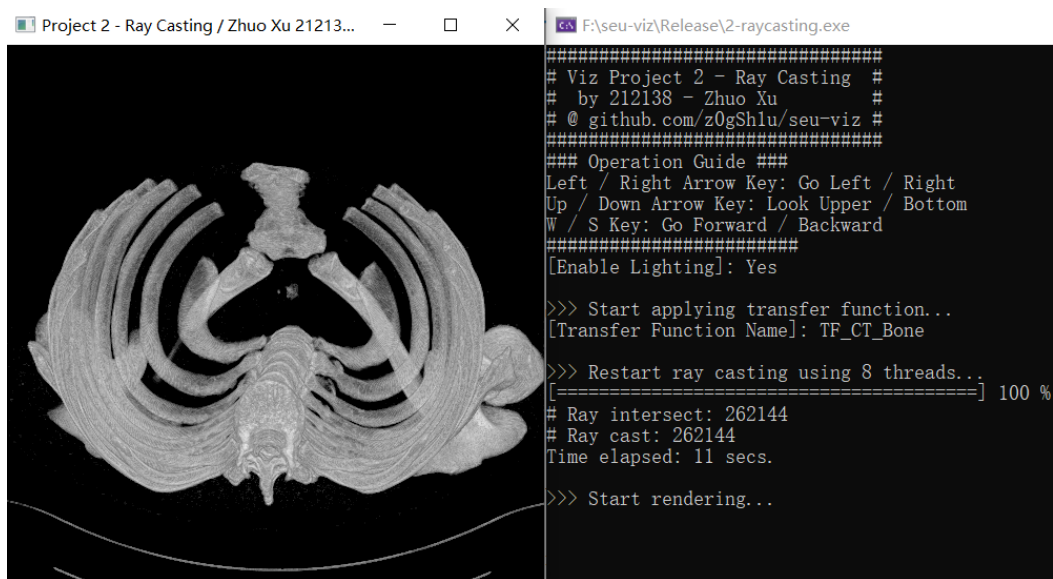 Project 2 - Ray Casting / Zhuo Xu 21213...
F:\seu-viz\Release\2-raycasting.exe
################################
# Viz Project 2 - Ray Casting  #
#  by 212138 - Zhuo Xu         #
# @ github.com/z0gSh1u/seu-viz #
################################
### Operation Guide ###
Left / Right Arrow Key: Go Left / Right
Up / Down Arrow Key: Look Upper / Bottom
W / S Key: Go Forward / Backward
########################
[Enable Lighting]: Yes
>>> Start applying transfer function...
[Transfer Function Name]: TF_CT_Bone
>>> Restart ray casting using 8 threads...
[========================================] 100 %
# Ray intersect: 262144
# Ray cast: 262144
Time elapsed: 11 secs.
>>> Start rendering...